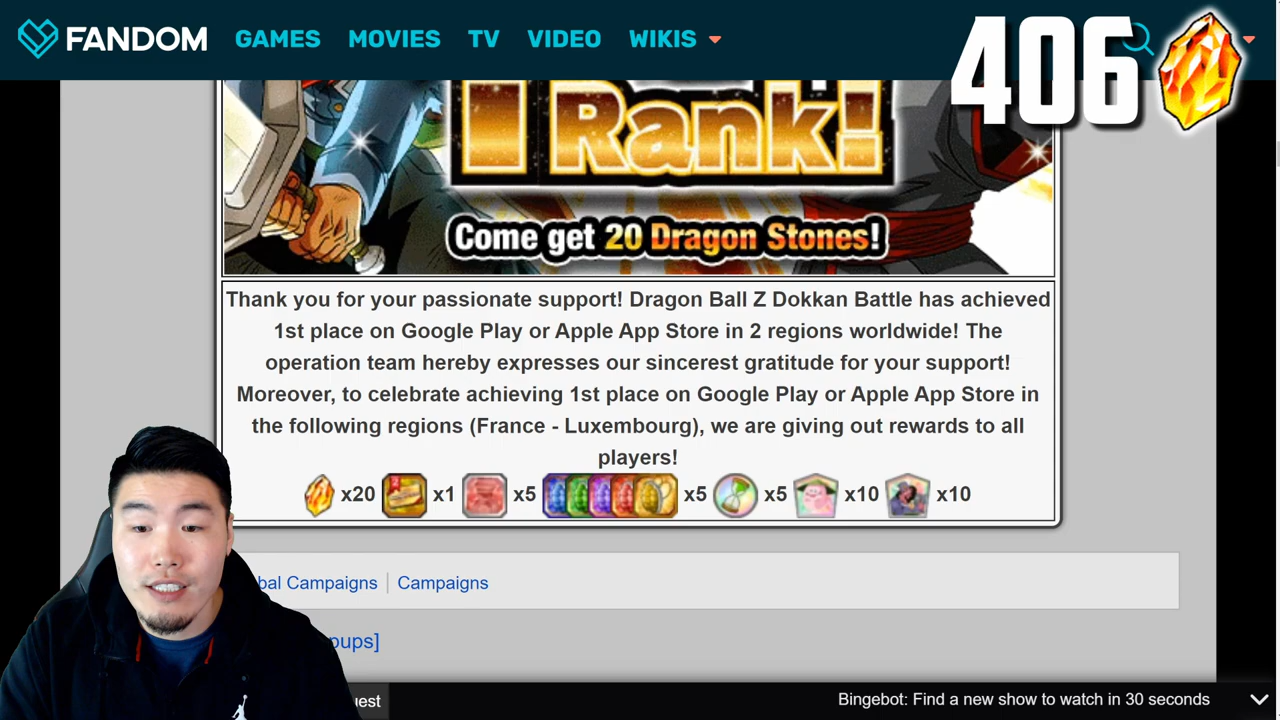 FANDOM GAMES MOVIES TV VIDEO WIKIS
406
1 Rank!
Come get 20 Dragon Stones!
Thank you for your passionate support! Dragon Ball Z Dokkan Battle has achieved
1st place on Google Play or Apple App Store in 2 regions worldwide! The
operation team hereby expresses our sincerest gratitude for your support!
Moreover, to celebrate achieving 1st place on Google Play or Apple App Store in
the following regions (France - Luxembourg), we are giving out rewards to all
players!
x20 x1 x5 x5 x5 x10 x10
Campaigns Campaigns
Bingebot: Find a new show to watch in 30 seconds